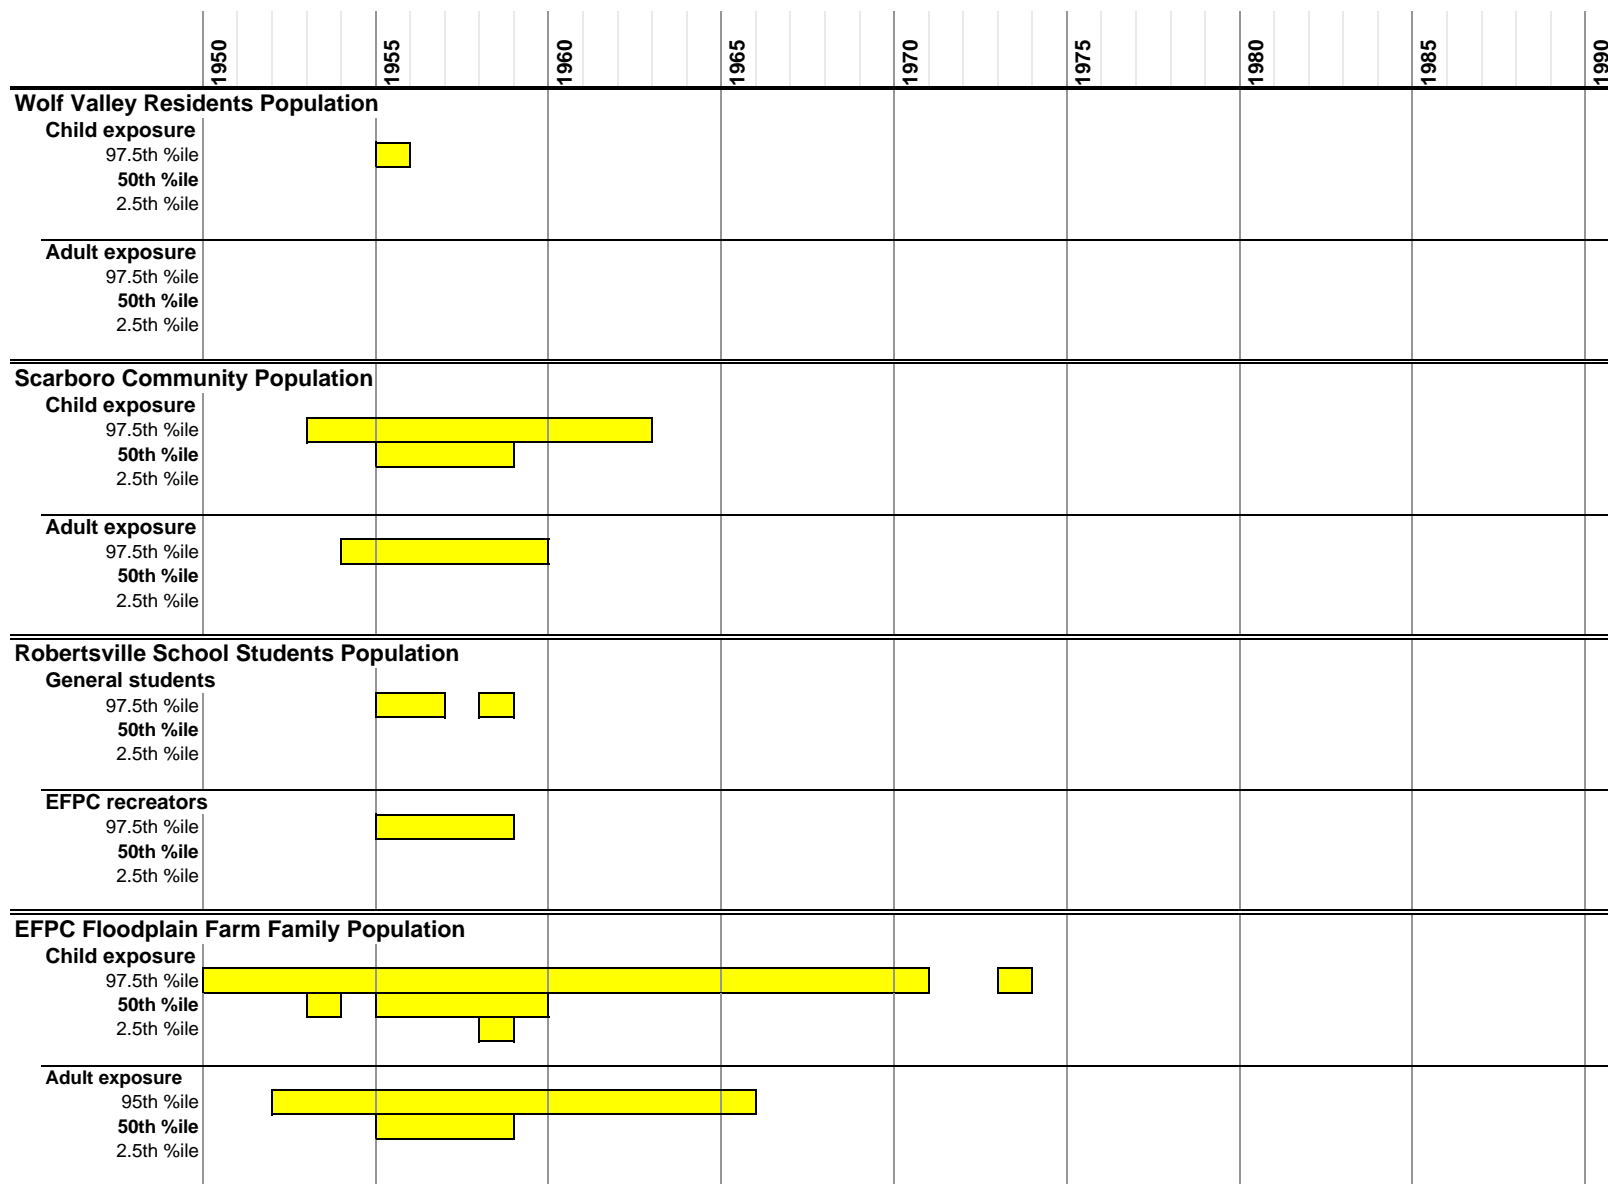 1950 1955 1960 1965 1970 1975 1980 1985 1990
Wolf Valley Residents Population
Child exposure
97.5th %ile
50th %ile
2.5th %ile
Adult exposure
97.5th %ile
50th %ile
2.5th %ile
Scarboro Community Population
Child exposure
97.5th %ile
50th %ile
2.5th %ile
Adult exposure
97.5th %ile
50th %ile
2.5th %ile
Robertsville School Students Population
General students
97.5th %ile
50th %ile
2.5th %ile
EFPC recreators
97.5th %ile
50th %ile
2.5th %ile
EFPC Floodplain Farm Family Population
Child exposure
97.5th %ile
50th %ile
2.5th %ile
Adult exposure
95th %ile
50th %ile
2.5th %ile